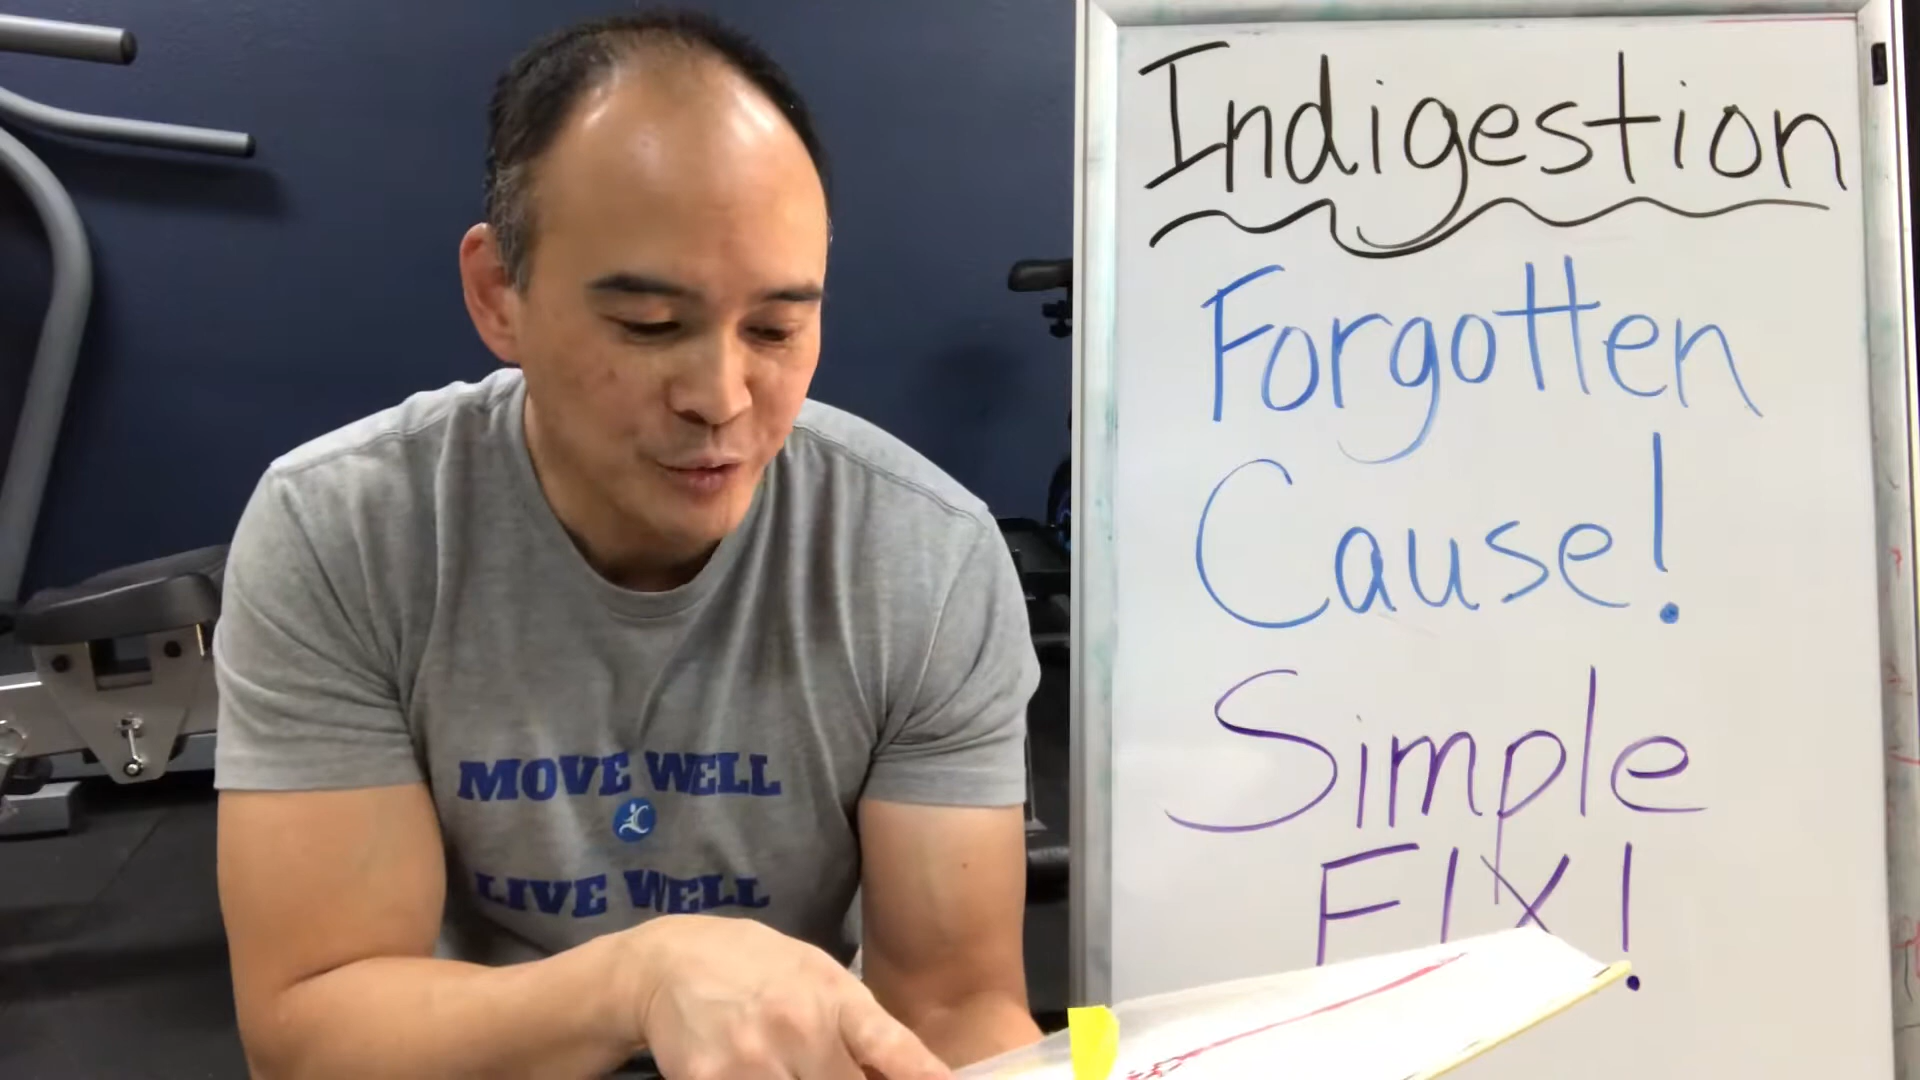 Indigestion
Forgotten
Cause!
Simple
FIX!
MOVE WELL
LIVE WELL